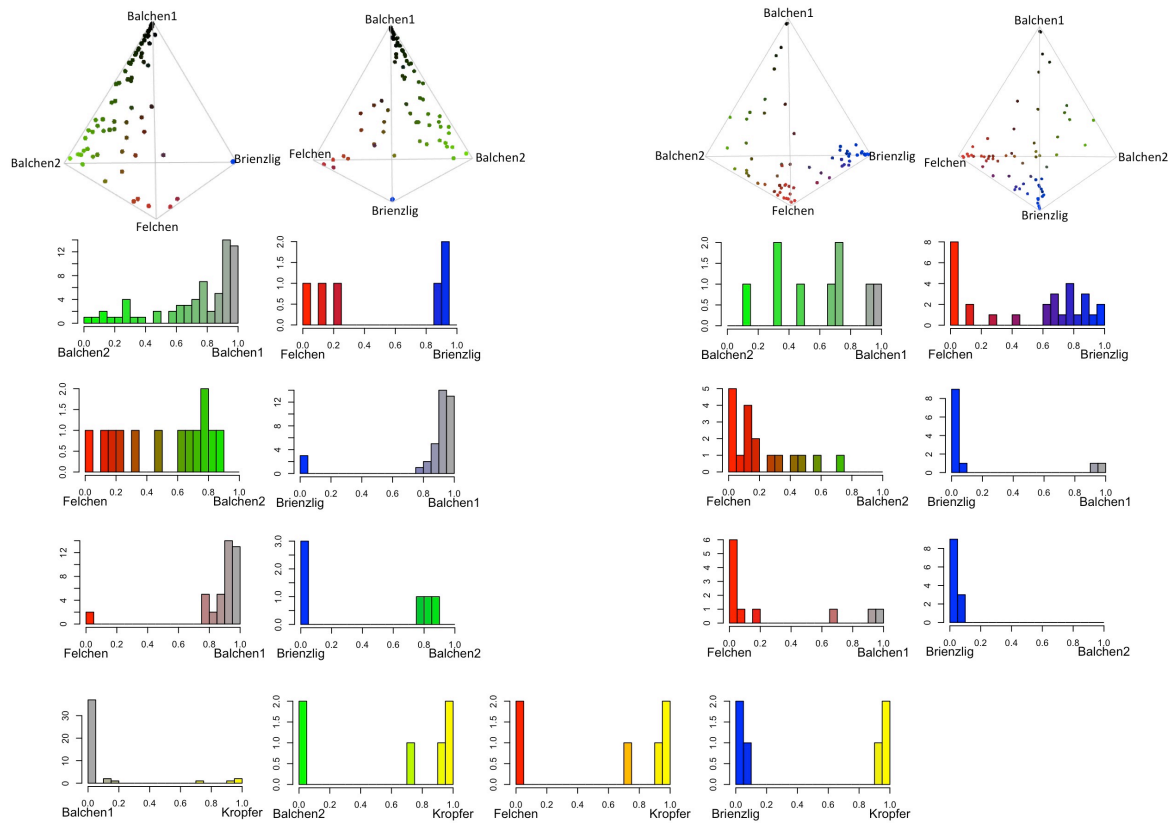 Balchen1
Balchen2
Brienzlig
Felchen
Balchen1
Felchen
Balchen2
Brienzlig
Balchen1
Balchen2
Brienzlig
Felchen
Balchen1
Felchen
Balchen2
Brienzlig
0 4 8 12
0.0 0.2 0.4 0.6 0.8 1.0
Balchen2 Balchen1
0.0 0.5 1.0 1.5 2.0
0.0 0.2 0.4 0.6 0.8 1.0
Felchen Brienzlig
0.0 0.5 1.0 1.5 2.0
0.0 0.2 0.4 0.6 0.8 1.0
Balchen2 Balchen1
0 2 4 6 8
0.0 0.2 0.4 0.6 0.8 1.0
Felchen Brienzlig
0.0 0.5 1.0 1.5 2.0
0.0 0.2 0.4 0.6 0.8 1.0
Felchen Balchen2
0 4 8 12
0.0 0.2 0.4 0.6 0.8 1.0
Brienzlig Balchen1
0 1 2 3 4 5
0.0 0.2 0.4 0.6 0.8 1.0
Felchen Balchen2
0 2 4 6 8
0.0 0.2 0.4 0.6 0.8 1.0
Brienzlig Balchen1
0 4 8 12
0.0 0.2 0.4 0.6 0.8 1.0
Felchen Balchen1
0.0 1.0 2.0 3.0
0.0 0.2 0.4 0.6 0.8 1.0
Brienzlig Balchen2
0 1 2 3 4 5 6
0.0 0.2 0.4 0.6 0.8 1.0
Felchen Balchen1
0 2 4 6 8
0.0 0.2 0.4 0.6 0.8 1.0
Brienzlig Balchen2
0 10 20 30
0.0 0.2 0.4 0.6 0.8 1.0
Balchen1 Kropfer
0.0 0.5 1.0 1.5 2.0
0.0 0.2 0.4 0.6 0.8 1.0
Balchen2 Kropfer
0.0 0.5 1.0 1.5 2.0
0.0 0.2 0.4 0.6 0.8 1.0
Felchen Kropfer
0.0 0.5 1.0 1.5 2.0
0.0 0.2 0.4 0.6 0.8 1.0
Brienzlig Kropfer